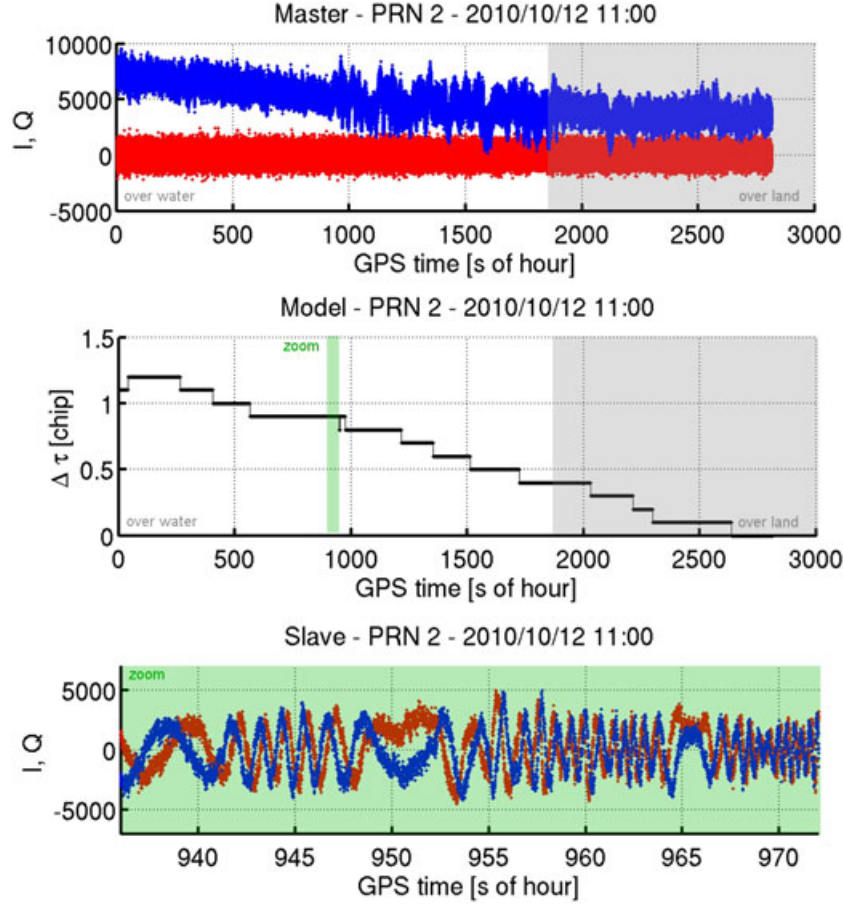 Master - PRN 2 - 2010/10/12 11:00
10000
5000
0
-5000
I, Q
over water
over land
0 500 1000 1500 2000 2500 3000
GPS time [s of hour]
Model - PRN 2 - 2010/10/12 11:00
1.5
1
0.5
0
Δ τ [chip]
zoom
over water
over land
0 500 1000 1500 2000 2500 3000
GPS time [s of hour]
Slave - PRN 2 - 2010/10/12 11:00
zoom
5000
0
-5000
I, Q
940 945 950 955 960 965 970
GPS time [s of hour]